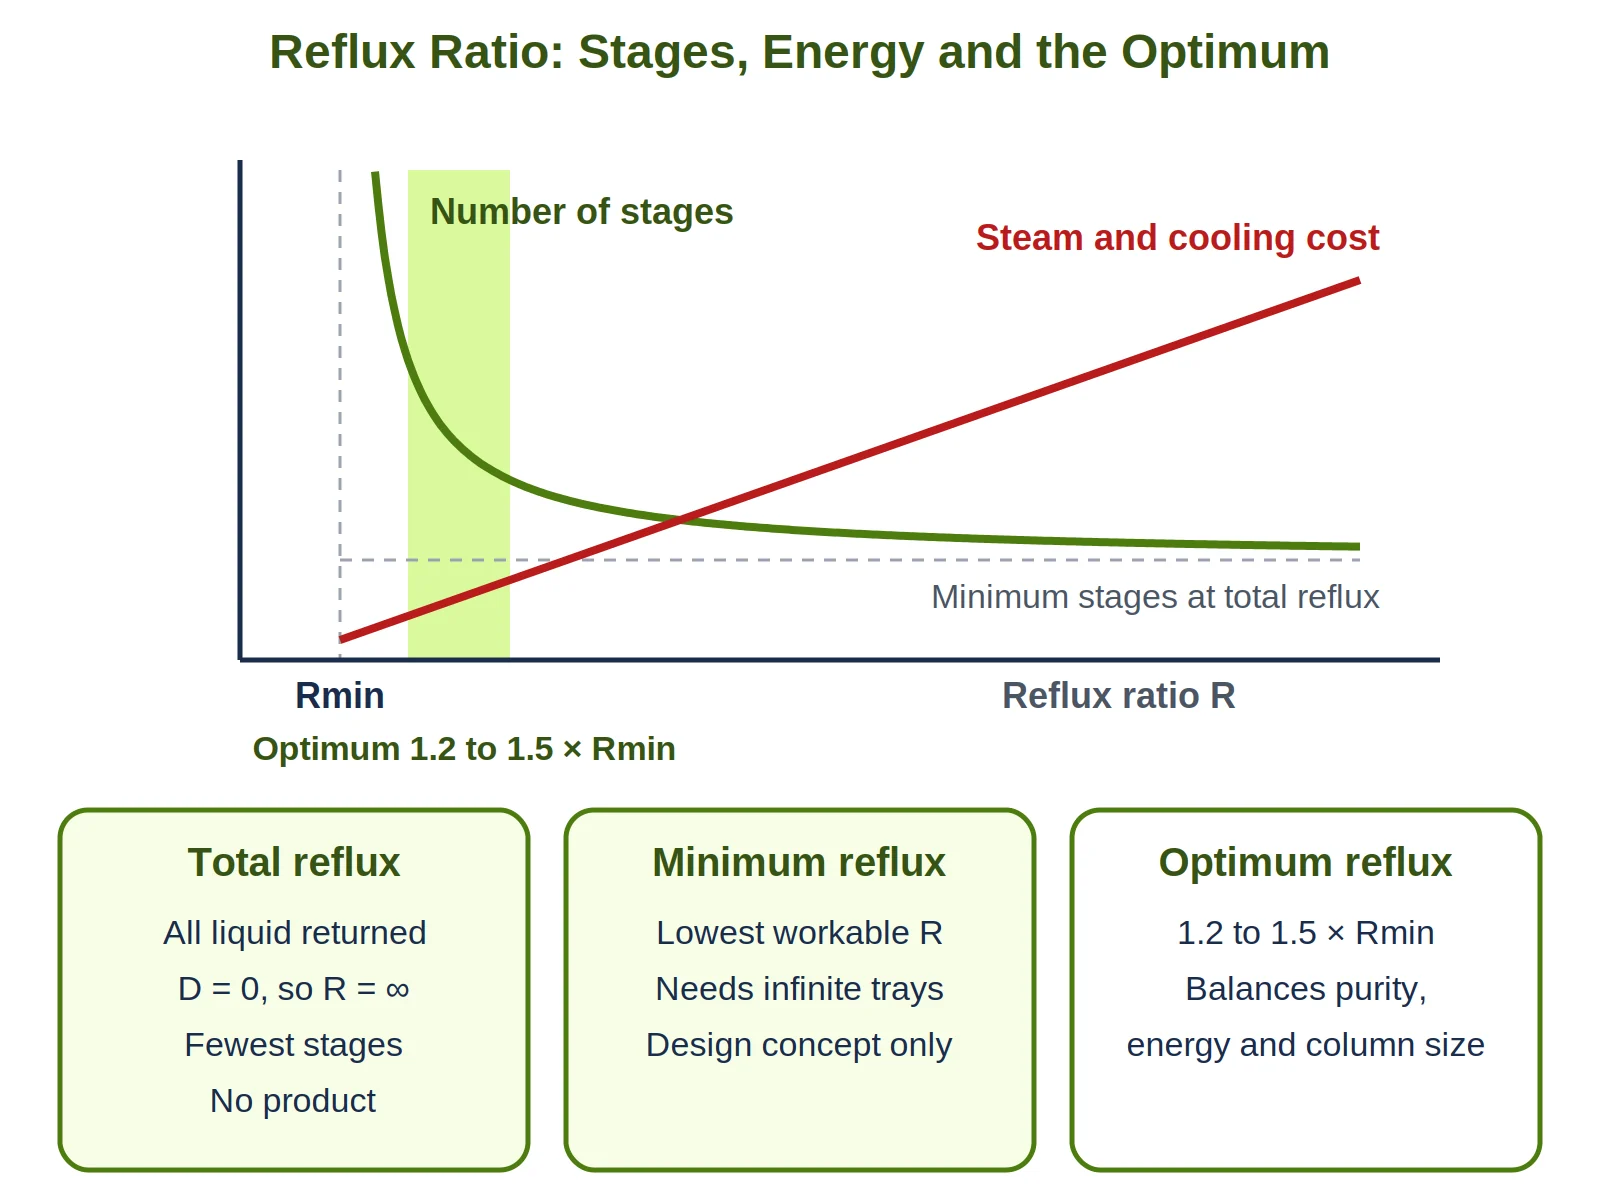 Reflux Ratio: Stages, Energy and the Optimum
Number of stages
Steam and cooling cost
Minimum stages at total reflux
Rmin
Reflux ratio R
Optimum 1.2 to 1.5 × Rmin
Total reflux
All liquid returned
D = 0, so R = ∞
Fewest stages
No product
Minimum reflux
Lowest workable R
Needs infinite trays
Design concept only
Optimum reflux
1.2 to 1.5 × Rmin
Balances purity,
energy and column size